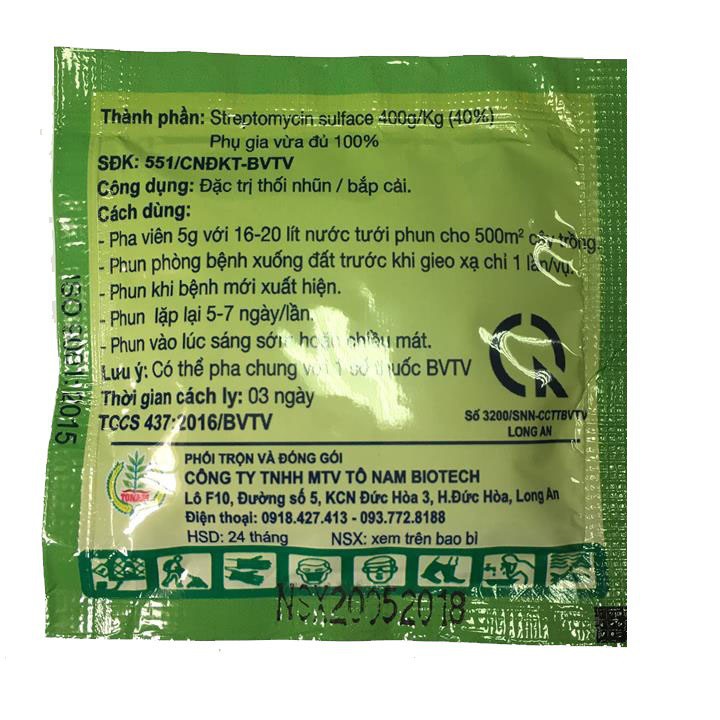 Thành phần: Streptomycin sulface 400g/Kg (40%)
Phụ gia vừa đủ 100%
SĐK: 551/CNĐKT-BVTV
Công dụng: Đặc trị thối nhũn / bắp cải.
Cách dùng:
- Pha viên 5g với 16-20 lít nước tưới phun cho 500m² cây trồng.
- Phun phòng bệnh xuống đất trước khi gieo xạ chỉ 1 lần/vụ.
- Phun khi bệnh mới xuất hiện.
- Phun lặp lại 5-7 ngày/lần.
- Phun vào lúc sáng sớm hoặc chiều mát.
Lưu ý: Có thể pha chung với 1 số thuốc BVTV
Thời gian cách ly: 03 ngày
TCCS 437:2016/BVTV
Số 3200/SNN-CCTTBVTV
LONG AN
ISO 9001:2015
PHỐI TRỘN VÀ ĐÓNG GÓI
CÔNG TY TNHH MTV TÔ NAM BIOTECH
Lô F10, Đường số 5, KCN Đức Hòa 3, H.Đức Hòa, Long An
Điện thoại: 0918.427.413 - 093.772.8188
HSD: 24 tháng NSX: xem trên bao bì
TONAM
NSX20052018